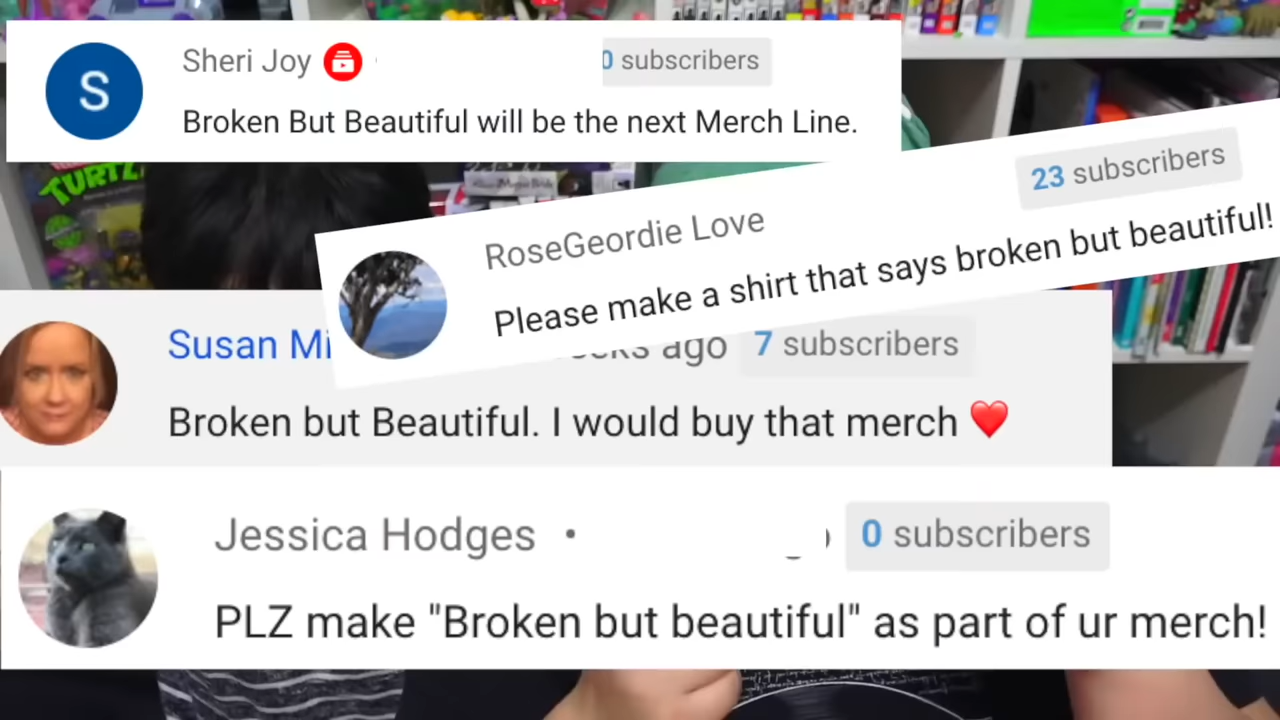 S
Sheri Joy
0 subscribers
Broken But Beautiful will be the next Merch Line.
TURTL
RoseGeordie Love
23 subscribers
Please make a shirt that says broken but beautiful!
Susan Mi
ago
7 subscribers
Broken but Beautiful. I would buy that merch ❤️
Jessica Hodges •
0 subscribers
PLZ make "Broken but beautiful" as part of ur merch!